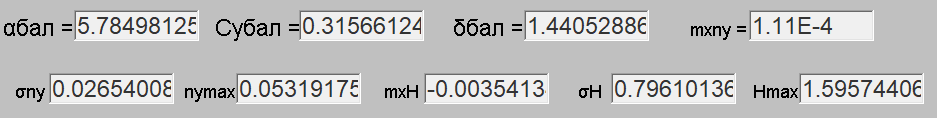 αбал = 5.78498125 Cyбал = 0.31566124 δбал = 1.44052886 mxny = 1.11E-4
σny 0.02654008 nymax 0.05319175 mxH -0.0035413 σH 0.79610136 Hmax 1.59574406